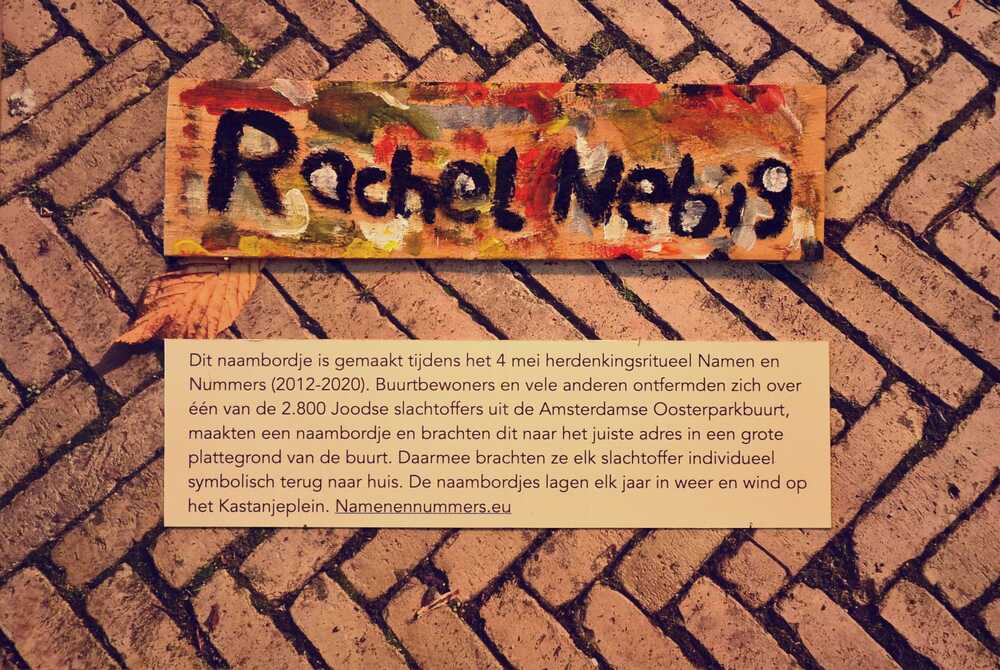 Rachel Nebig
Dit naambordje is gemaakt tijdens het 4 mei herdenkingsritueel Namen en
Nummers (2012-2020). Buurtbewoners en vele anderen ontfermden zich over
één van de 2.800 Joodse slachtoffers uit de Amsterdamse Oosterparkbuurt,
maakten een naambordje en brachten dit naar het juiste adres in een grote
plattegrond van de buurt. Daarmee brachten ze elk slachtoffer individueel
symbolisch terug naar huis. De naambordjes lagen elk jaar in weer en wind op
het Kastanjeplein. Namenennummers.eu